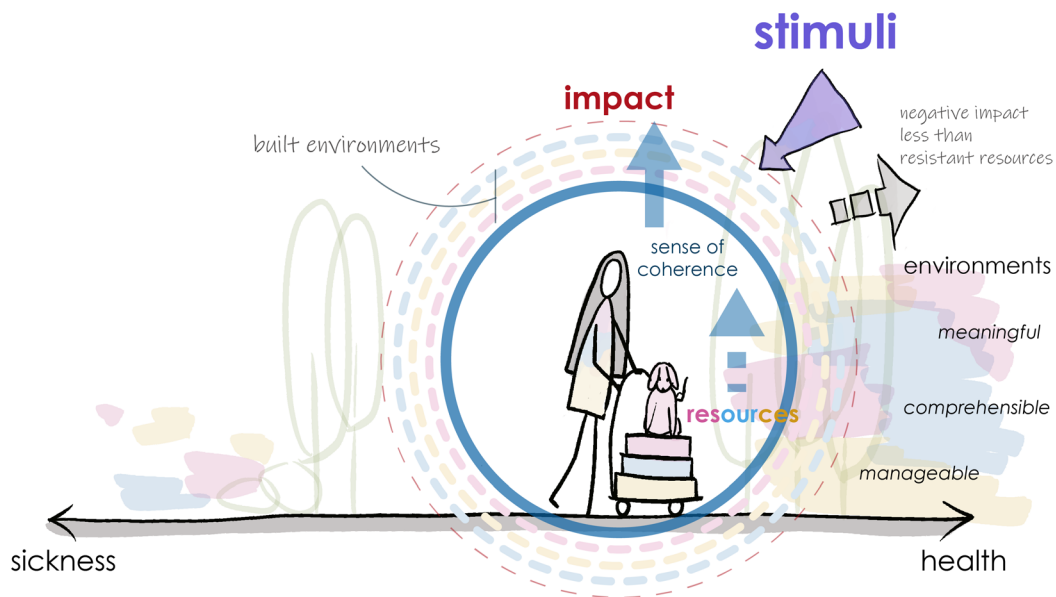 stimuli
impact
negative impact
less than
resistant resources
built environments
sense of
coherence
environments
meaningful
comprehensible
resources
manageable
sickness
health